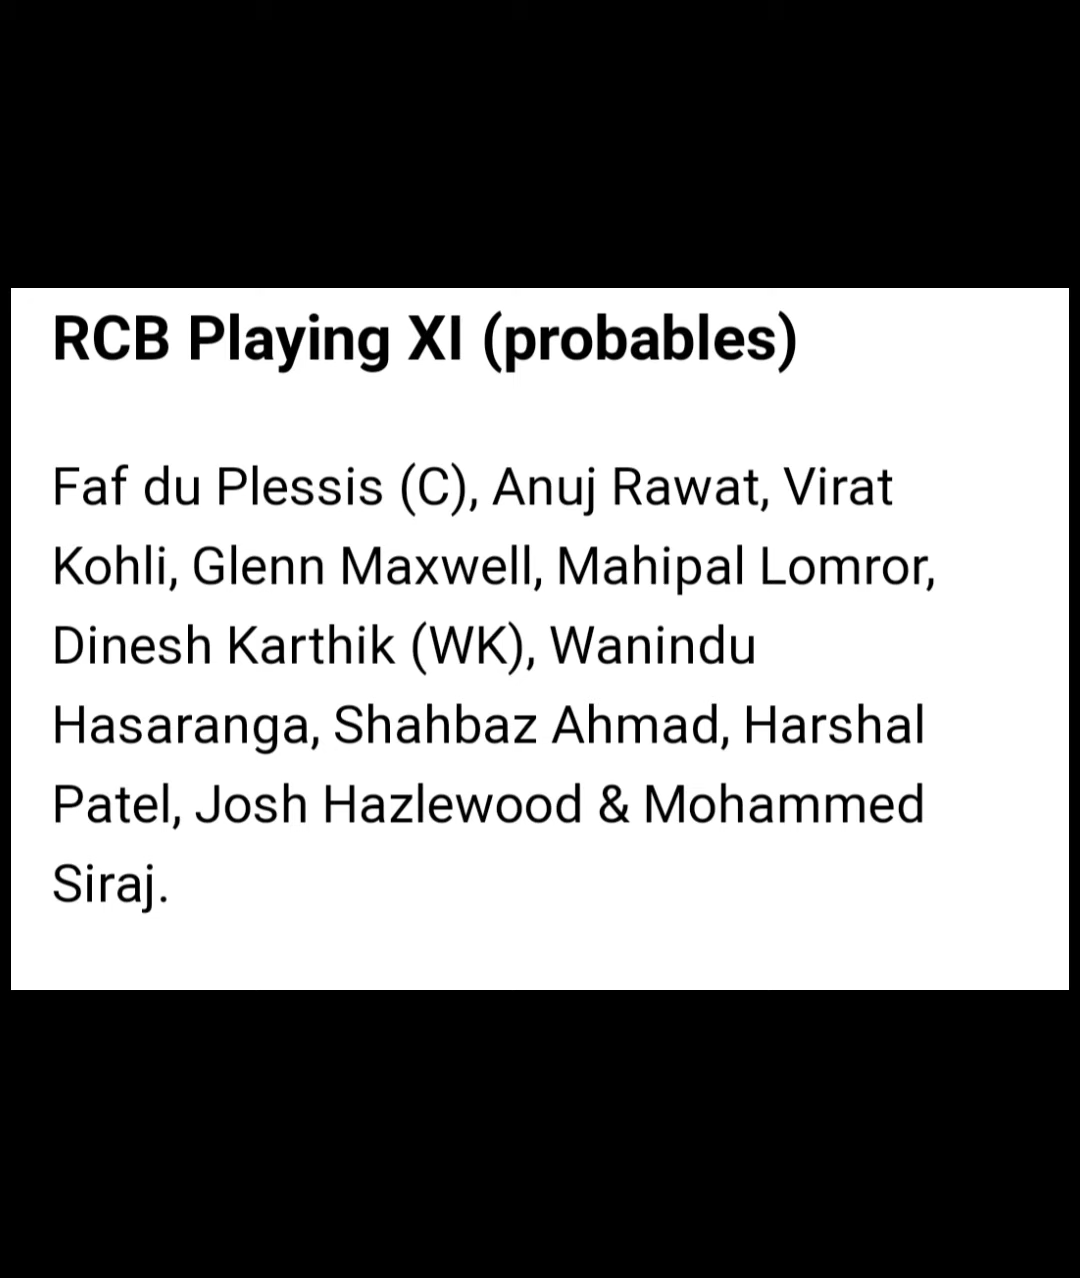 RCB Playing XI (probables)
Faf du Plessis (C), Anuj Rawat, Virat
Kohli, Glenn Maxwell, Mahipal Lomror,
Dinesh Karthik (WK), Wanindu
Hasaranga, Shahbaz Ahmad, Harshal
Patel, Josh Hazlewood & Mohammed
Siraj.